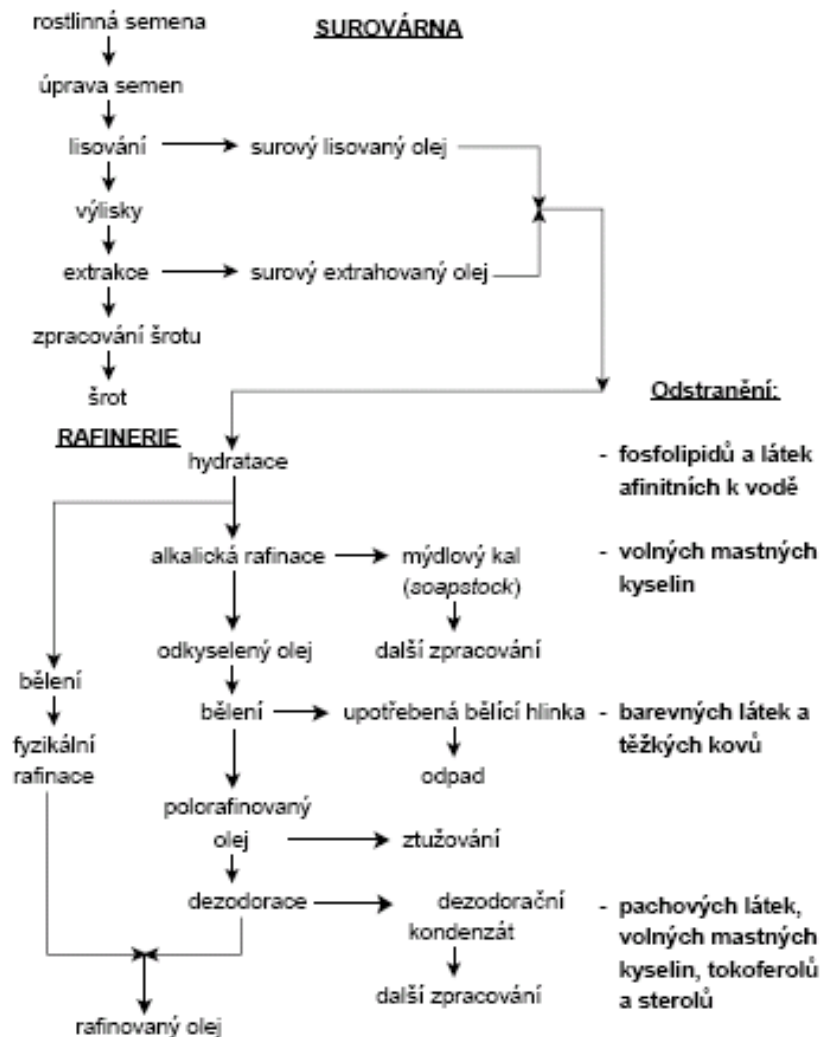 rostlinná semena
SUROVÁRNA
úprava semen
lisování
surový lisovaný olej
výlisky
extrakce
surový extrahovaný olej
zpracování šrotu
šrot
Odstranění:
RAFINERIE
hydratace
- fosfolipidů a látek
afinitních k vodě
alkalická rafinace
mýdlový kal
(soapstock)
- volných mastných
kyselin
odkyselený olej
další zpracování
bělení
bělení
upotřebená bělící hlinka
- barevných látek a
těžkých kovů
fyzikální
rafinace
odpad
polorafinovaný
olej
ztužování
dezodorace
dezodorační
kondenzát
- pachových látek,
volných mastných
kyselin, tokoferolů
a sterolů
další zpracování
rafinovaný olej